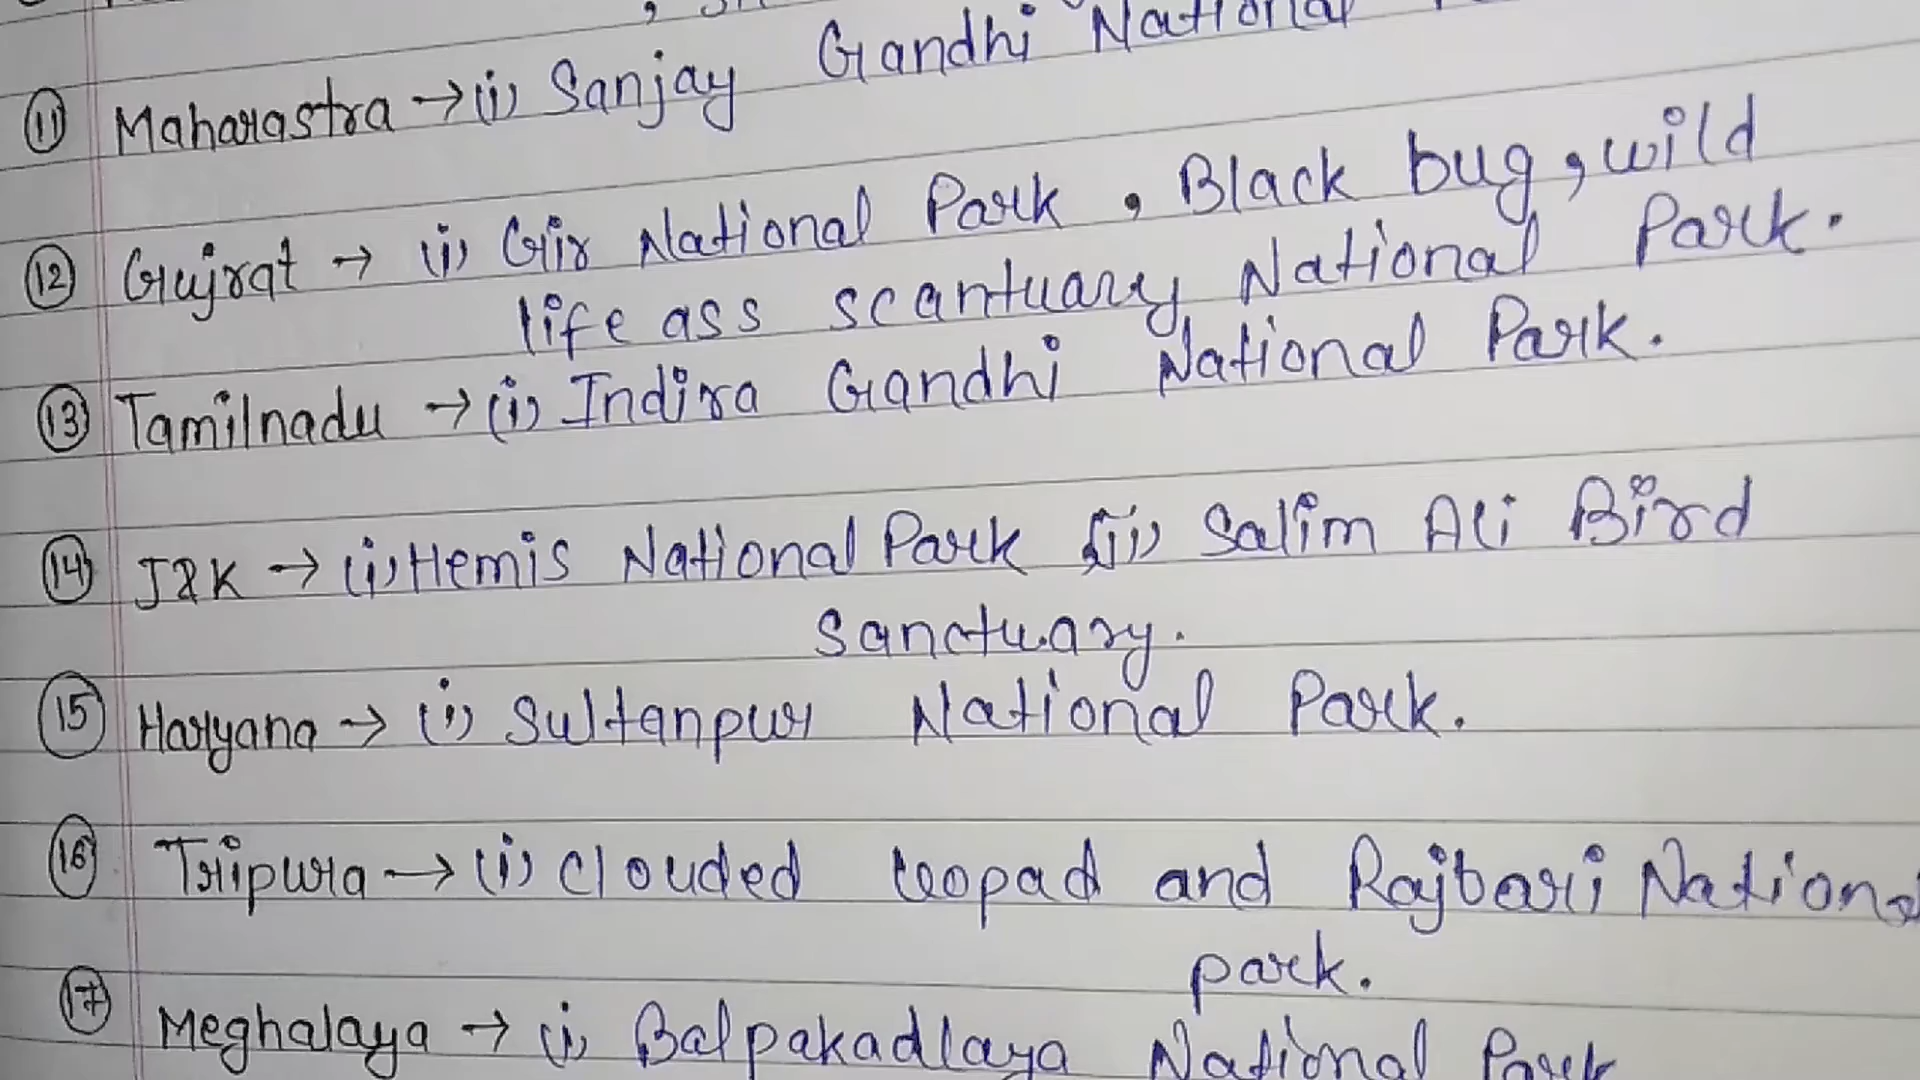 ⑪ Maharastra → (i) Sanjay Gandhi National
⑫ Gujrat → (i) Gir National Park, Black bug, wild
life ass scantuary National Park.
⑬ Tamilnadu → (i) Indira Gandhi National Park.
⑭ J&K → (i) Hemis National Park (ii) Salim Ali Bird
Sanctuary.
⑮ Haryana → (i) Sultanpur National Park.
⑯ Tripura → (i) Clouded leopad and Rajbari National
park.
⑰ Meghalaya → (i) Balpakadlaya National Park